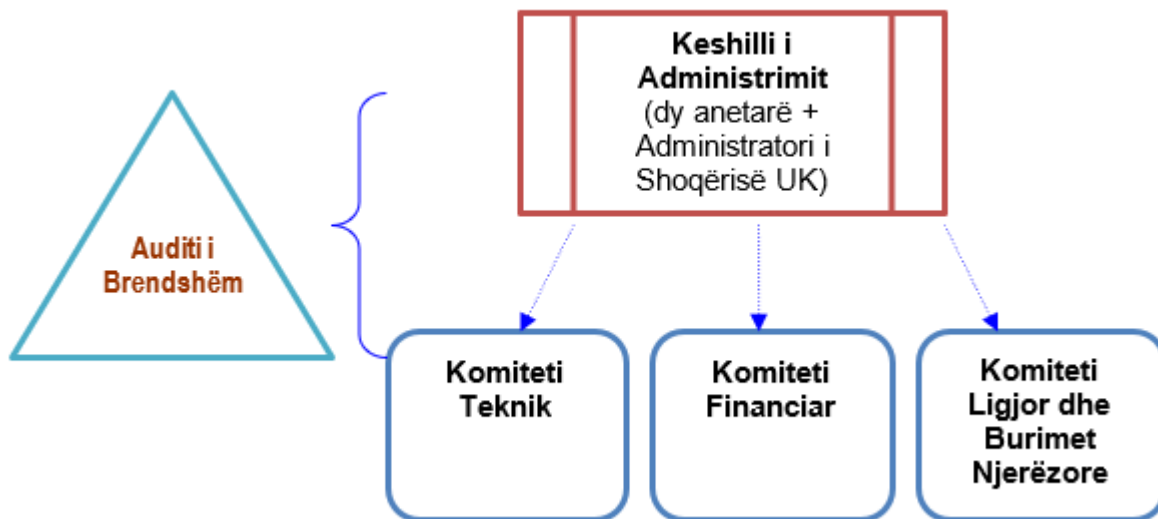 Keshilli i
Administrimit
(dy anetarë +
Administratori i
Shoqërisë UK)
Auditi i
Brendshëm
Komiteti
Teknik
Komiteti
Financiar
Komiteti
Ligjor dhe
Burimet
Njerëzore